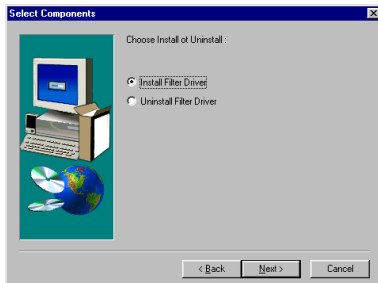 Select Components
Choose Install ot Uninstall :
Install Filter Driver
Uninstall Filter Driver
< Back
Next >
Cancel